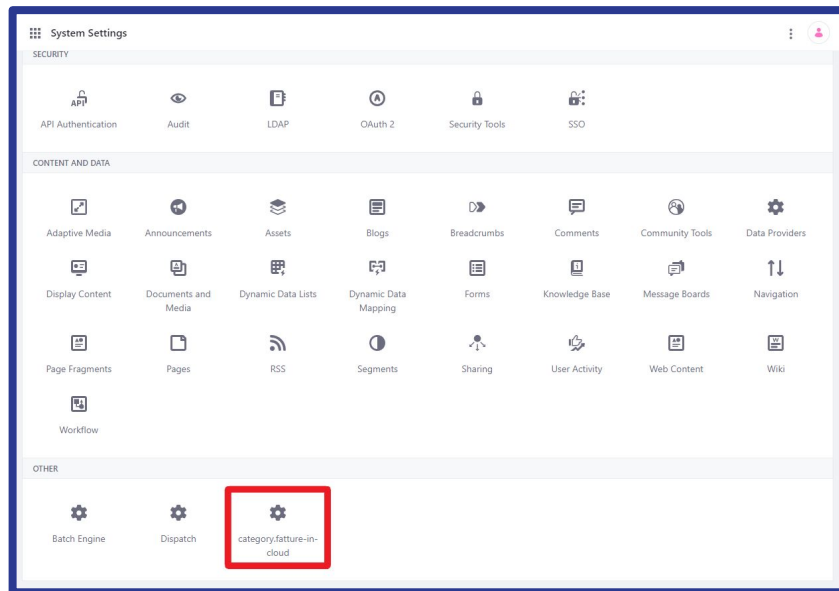 System Settings
SECURITY
API
API Authentication
Audit
LDAP
OAuth 2
Security Tools
SSO
CONTENT AND DATA
Adaptive Media
Announcements
Assets
Blogs
Breadcrumbs
Comments
Community Tools
Data Providers
Display Content
Documents and
Media
Dynamic Data Lists
Dynamic Data
Mapping
Forms
Knowledge Base
Message Boards
Navigation
Page Fragments
Pages
RSS
Segments
Sharing
User Activity
Web Content
Wiki
Workflow
OTHER
Batch Engine
Dispatch
category.fatture-in-
cloud